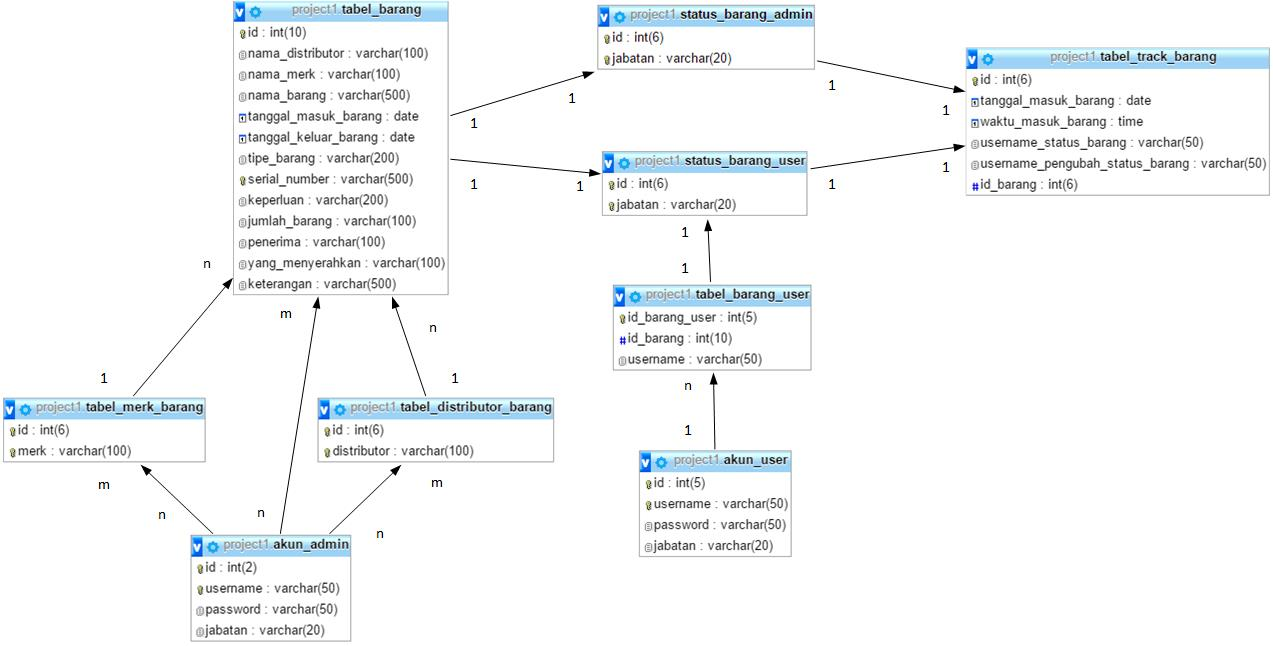 project1.tabel_barang
id : int(10)
nama_distributor : varchar(100)
nama_merk : varchar(100)
nama_barang : varchar(500)
tanggal_masuk_barang : date
tanggal_keluar_barang : date
tipe_barang : varchar(200)
serial_number : varchar(500)
keperluan : varchar(200)
jumlah_barang : varchar(100)
penerima : varchar(100)
yang_menyerahkan : varchar(100)
keterangan : varchar(500)
project1.status_barang_admin
id : int(6)
jabatan : varchar(20)
project1.tabel_track_barang
id : int(6)
tanggal_masuk_barang : date
waktu_masuk_barang : time
username_status_barang : varchar(50)
username_pengubah_status_barang : varchar(50)
# id_barang : int(6)
1
1
1
1
project1.status_barang_user
id : int(6)
jabatan : varchar(20)
1
1
1
1
1
1
project1.tabel_barang_user
id_barang_user : int(5)
# id_barang : int(10)
username : varchar(50)
n
m
n
1
1
n
1
project1.tabel_merk_barang
id : int(6)
merk : varchar(100)
project1.tabel_distributor_barang
id : int(6)
distributor : varchar(100)
project1.akun_user
id : int(5)
username : varchar(50)
password : varchar(50)
jabatan : varchar(20)
m
m
n
n
n
project1.akun_admin
id : int(2)
username : varchar(50)
password : varchar(50)
jabatan : varchar(20)